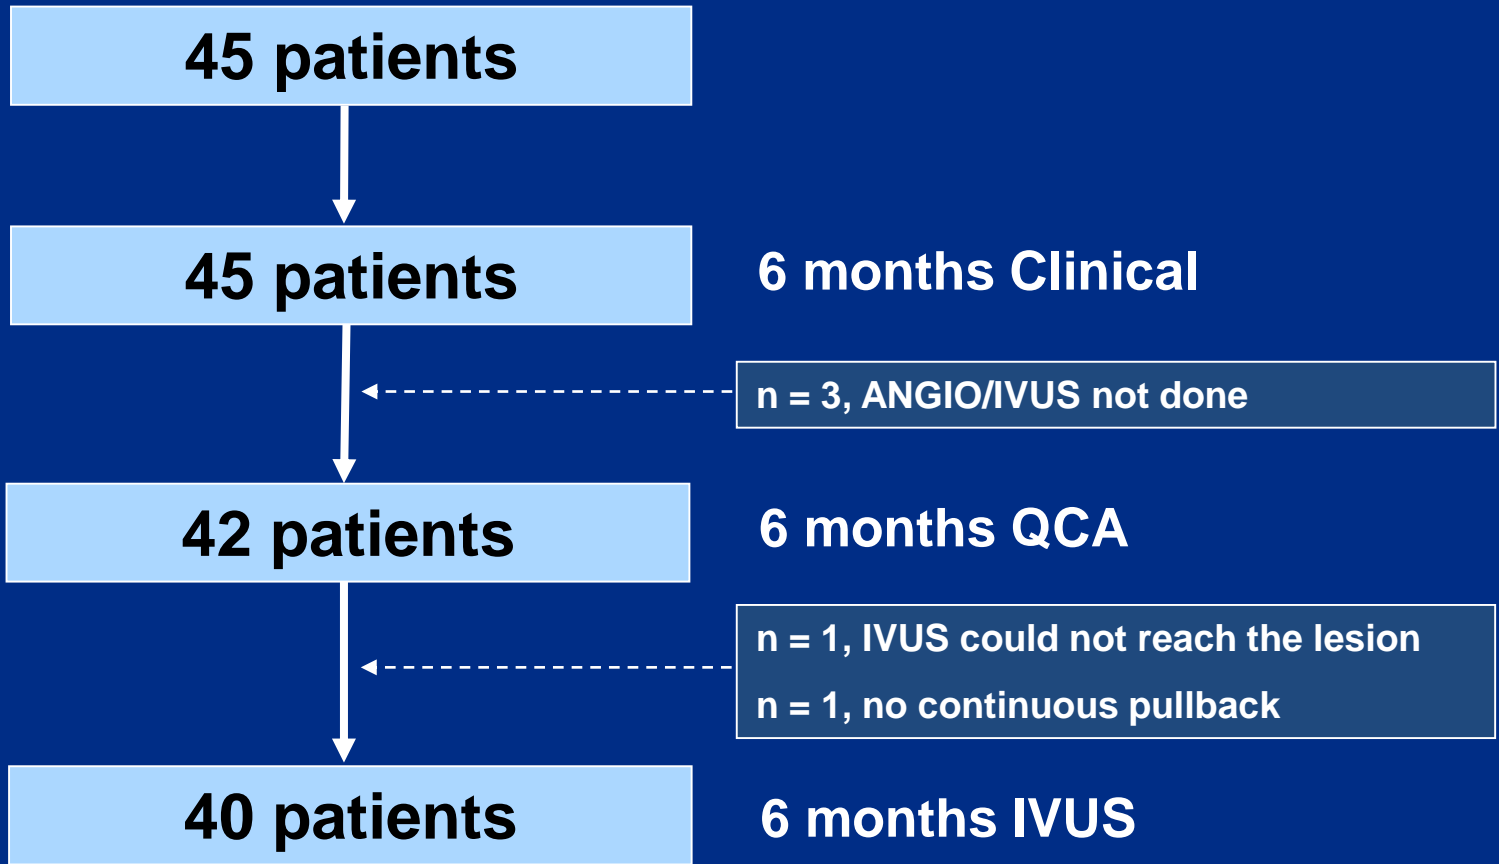 45 patients
45 patients
6 months Clinical
n = 3, ANGIO/IVUS not done
42 patients
6 months QCA
n = 1, IVUS could not reach the lesion
n = 1, no continuous pullback
40 patients
6 months IVUS